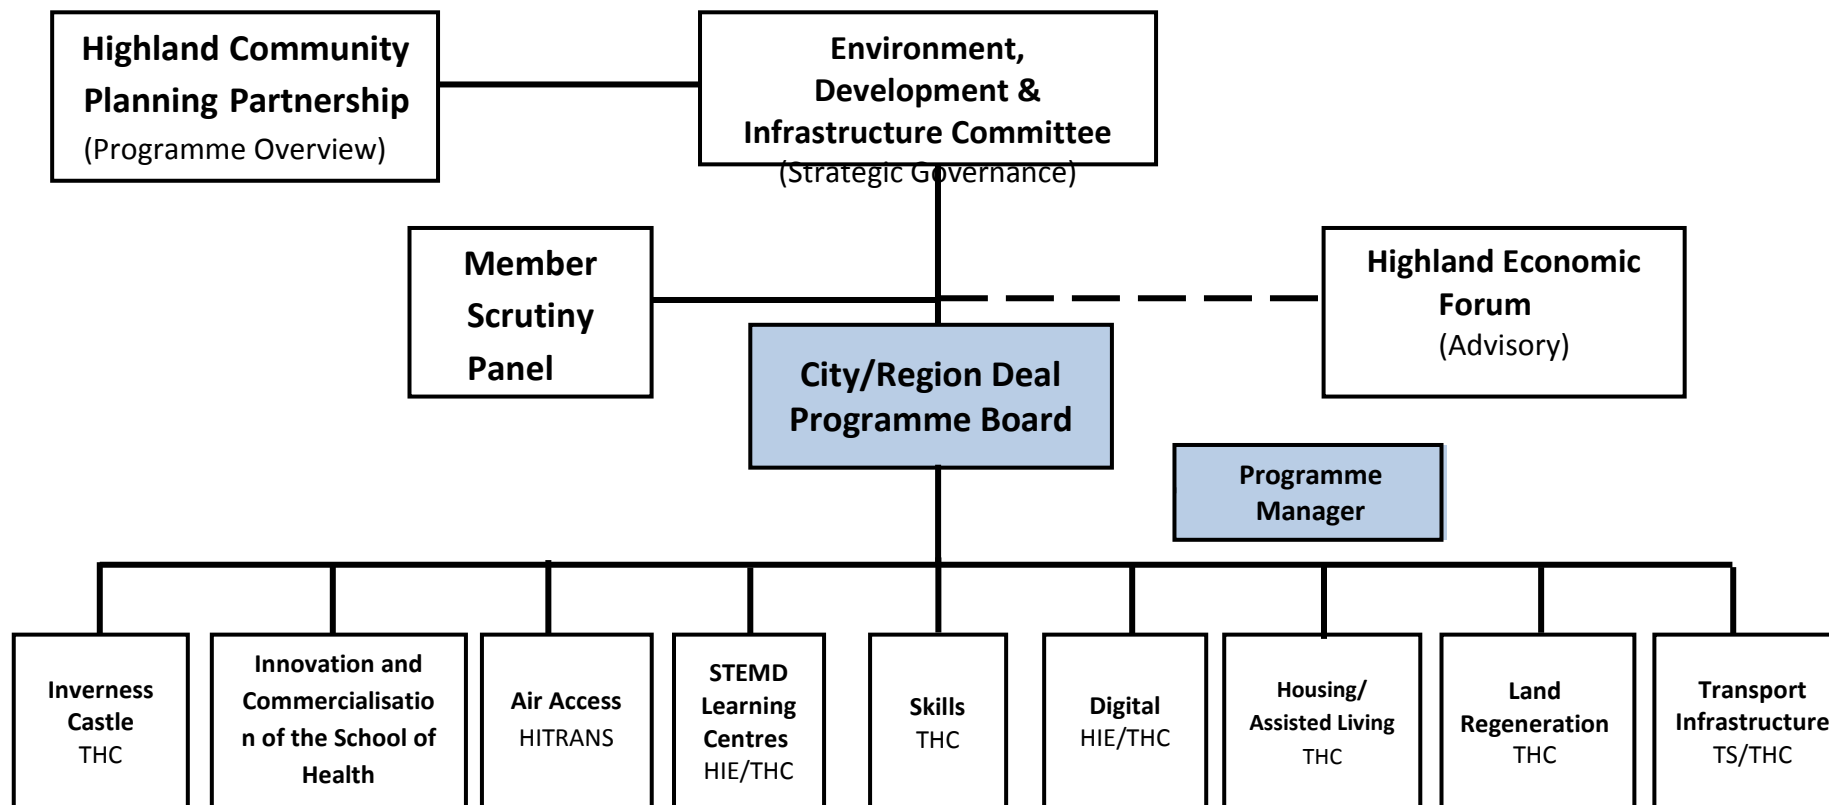 Highland Community
Planning Partnership
(Programme Overview)
Environment,
Development &
Infrastructure Committee
(Strategic Governance)
Member
Scrutiny
Panel
Highland Economic
Forum
(Advisory)
City/Region Deal
Programme Board
Programme
Manager
Inverness
Castle
THC
Innovation and
Commercialisatio
n of the School of
Health
Air Access
HITRANS
STEMD
Learning
Centres
HIE/THC
Skills
THC
Digital
HIE/THC
Housing/
Assisted Living
THC
Land
Regeneration
THC
Transport
Infrastructure
TS/THC